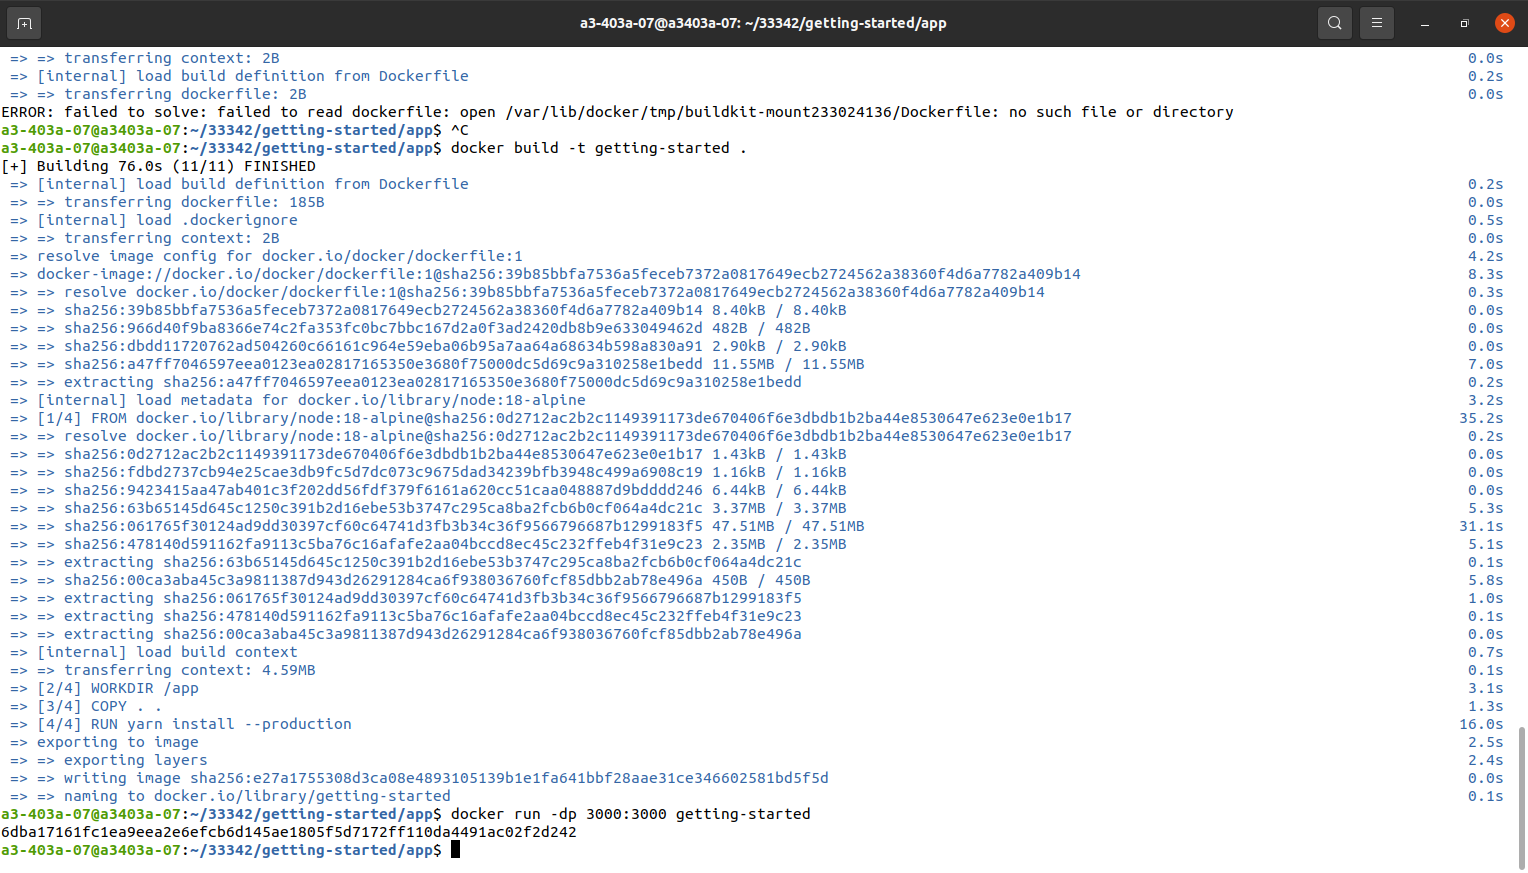 a3-403a-07@a3403a-07: ~/33342/getting-started/app
=> => transferring context: 2B 0.0s
=> [internal] load build definition from Dockerfile 0.2s
=> => transferring dockerfile: 2B 0.0s
ERROR: failed to solve: failed to read dockerfile: open /var/lib/docker/tmp/buildkit-mount233024136/Dockerfile: no such file or directory
a3-403a-07@a3403a-07:~/33342/getting-started/app$ ^C
a3-403a-07@a3403a-07:~/33342/getting-started/app$ docker build -t getting-started .
[+] Building 76.0s (11/11) FINISHED
=> [internal] load build definition from Dockerfile 0.2s
=> => transferring dockerfile: 185B 0.0s
=> [internal] load .dockerignore 0.5s
=> => transferring context: 2B 0.0s
=> resolve image config for docker.io/docker/dockerfile:1 4.2s
=> docker-image://docker.io/docker/dockerfile:1@sha256:39b85bbfa7536a5feceb7372a0817649ecb2724562a38360f4d6a7782a409b14 8.3s
=> => resolve docker.io/docker/dockerfile:1@sha256:39b85bbfa7536a5feceb7372a0817649ecb2724562a38360f4d6a7782a409b14 0.3s
=> => sha256:39b85bbfa7536a5feceb7372a0817649ecb2724562a38360f4d6a7782a409b14 8.40kB / 8.40kB 0.0s
=> => sha256:966d40f9ba8366e74c2fa353fc0bc7bbc167d2a0f3ad2420db8b9e633049462d 482B / 482B 0.0s
=> => sha256:dbdd11720762ad504260c66161c964e59eba06b95a7aa64a68634b598a830a91 2.90kB / 2.90kB 0.0s
=> => sha256:a47ff7046597eea0123ea02817165350e3680f75000dc5d69c9a310258e1bedd 11.55MB / 11.55MB 7.0s
=> => extracting sha256:a47ff7046597eea0123ea02817165350e3680f75000dc5d69c9a310258e1bedd 0.2s
=> [internal] load metadata for docker.io/library/node:18-alpine 3.2s
=> [1/4] FROM docker.io/library/node:18-alpine@sha256:0d2712ac2b2c1149391173de670406f6e3dbdb1b2ba44e8530647e623e0e1b17 35.2s
=> => resolve docker.io/library/node:18-alpine@sha256:0d2712ac2b2c1149391173de670406f6e3dbdb1b2ba44e8530647e623e0e1b17 0.2s
=> => sha256:0d2712ac2b2c1149391173de670406f6e3dbdb1b2ba44e8530647e623e0e1b17 1.43kB / 1.43kB 0.0s
=> => sha256:fdbd2737cb94e25cae3db9fc5d7dc073c9675dad34239bfb3948c499a6908c19 1.16kB / 1.16kB 0.0s
=> => sha256:9423415aa47ab401c3f202dd56fdf379f6161a620cc51caa048887d9bdddd246 6.44kB / 6.44kB 0.0s
=> => sha256:63b65145d645c1250c391b2d16ebe53b3747c295ca8ba2fcb6b0cf064a4dc21c 3.37MB / 3.37MB 5.3s
=> => sha256:061765f30124ad9dd30397cf60c64741d3fb3b34c36f9566796687b1299183f5 47.51MB / 47.51MB 31.1s
=> => sha256:478140d591162fa9113c5ba76c16afafe2aa04bccd8ec45c232ffeb4f31e9c23 2.35MB / 2.35MB 5.1s
=> => extracting sha256:63b65145d645c1250c391b2d16ebe53b3747c295ca8ba2fcb6b0cf064a4dc21c 0.1s
=> => sha256:00ca3aba45c3a9811387d943d26291284ca6f938036760fcf85dbb2ab78e496a 450B / 450B 5.8s
=> => extracting sha256:061765f30124ad9dd30397cf60c64741d3fb3b34c36f9566796687b1299183f5 1.0s
=> => extracting sha256:478140d591162fa9113c5ba76c16afafe2aa04bccd8ec45c232ffeb4f31e9c23 0.1s
=> => extracting sha256:00ca3aba45c3a9811387d943d26291284ca6f938036760fcf85dbb2ab78e496a 0.0s
=> [internal] load build context 0.7s
=> => transferring context: 4.59MB 0.1s
=> [2/4] WORKDIR /app 3.1s
=> [3/4] COPY . . 1.3s
=> [4/4] RUN yarn install --production 16.0s
=> exporting to image 2.5s
=> => exporting layers 2.4s
=> => writing image sha256:e27a1755308d3ca08e4893105139b1e1fa641bbf28aae31ce346602581bd5f5d 0.0s
=> => naming to docker.io/library/getting-started 0.1s
a3-403a-07@a3403a-07:~/33342/getting-started/app$ docker run -dp 3000:3000 getting-started
6dba17161fc1ea9eea2e6efcb6d145ae1805f5d7172ff110da4491ac02f2d242
a3-403a-07@a3403a-07:~/33342/getting-started/app$